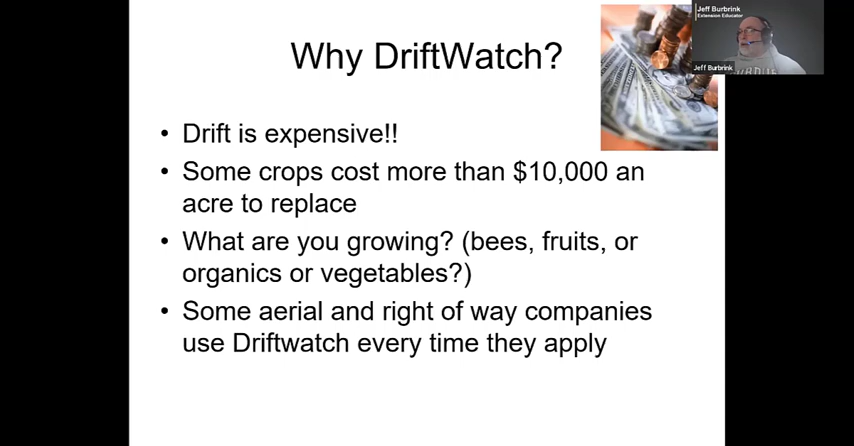 Why DriftWatch?
Jeff Burbrink
Extension Educator
Jeff Burbrink
PURDUE
• Drift is expensive!!
• Some crops cost more than $10,000 an
acre to replace
• What are you growing? (bees, fruits, or
organics or vegetables?)
• Some aerial and right of way companies
use Driftwatch every time they apply